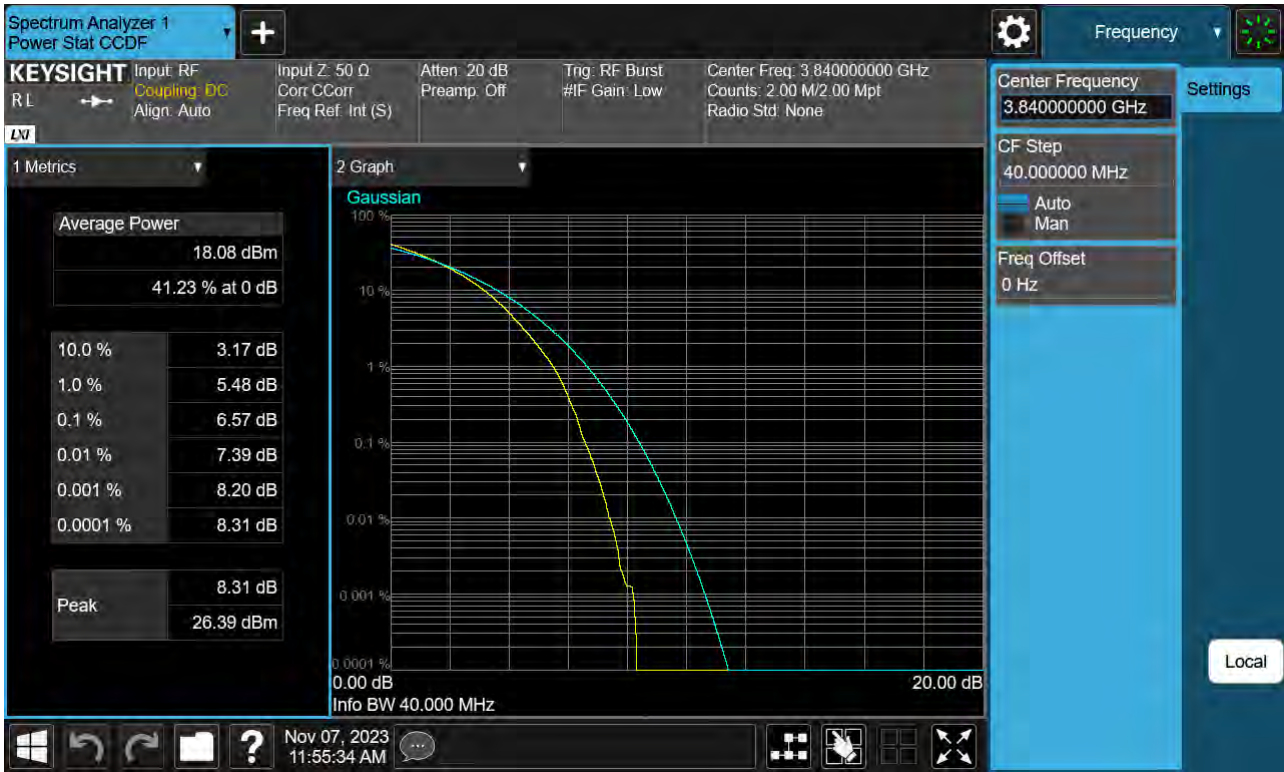 Spectrum Analyzer 1
Power Stat CCDF
+
Frequency
KEYSIGHT
RL
LXI
Input: RF
Coupling: DC
Align: Auto
Input Z: 50 Ω
Corr CCorr
Freq Ref: Int (S)
Atten: 20 dB
Preamp: Off
Trig: RF Burst
#IF Gain: Low
Center Freq: 3.840000000 GHz
Counts: 2.00 M/2.00 Mpt
Radio Std: None
Center Frequency
3.840000000 GHz
Settings
CF Step
40.000000 MHz
Auto
Man
Freq Offset
0 Hz
1 Metrics
Average Power
18.08 dBm
41.23 % at 0 dB
10.0 % 3.17 dB
1.0 % 5.48 dB
0.1 % 6.57 dB
0.01 % 7.39 dB
0.001 % 8.20 dB
0.0001 % 8.31 dB
Peak
8.31 dB
26.39 dBm
2 Graph
Gaussian
100 %
10 %
1 %
0.1 %
0.01 %
0.001 %
0.0001 %
0.00 dB 20.00 dB
Info BW 40.000 MHz
Local
?
Nov 07, 2023
11:55:34 AM